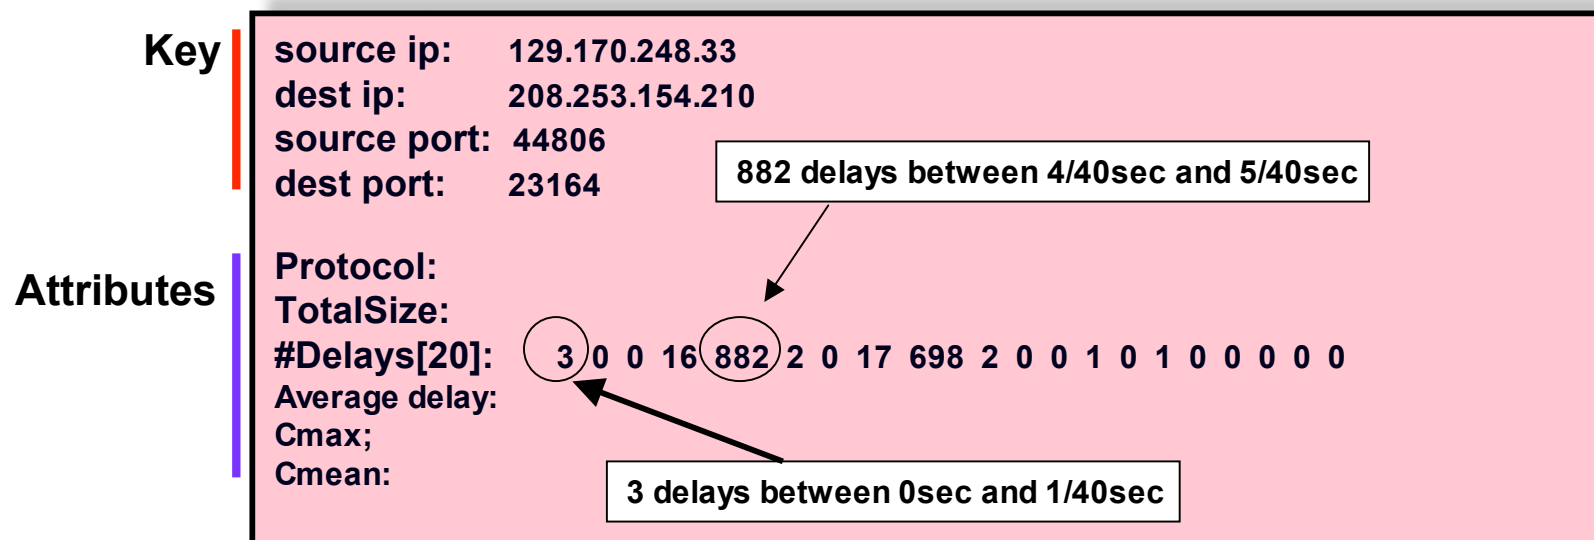 Key
source ip: 129.170.248.33
dest ip: 208.253.154.210
source port: 44806
dest port: 23164
882 delays between 4/40sec and 5/40sec
Attributes
Protocol:
TotalSize:
#Delays[20]: 3 0 0 16 882 2 0 17 698 2 0 0 1 0 1 0 0 0 0 0
Average delay:
Cmax;
Cmean:
3 delays between 0sec and 1/40sec